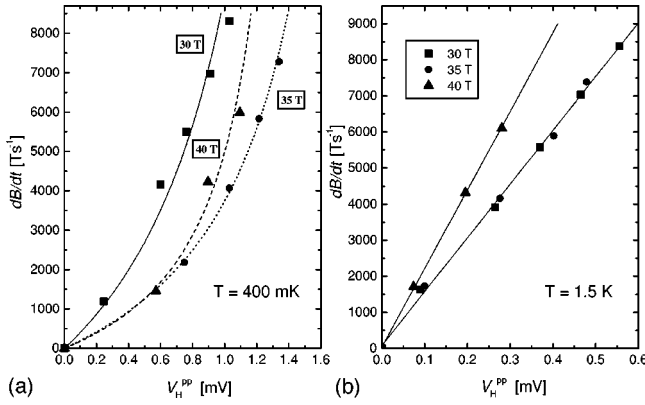 8000
7000
6000
5000
4000
3000
2000
1000
0
dB/dt [Ts⁻¹]
30 T
40 T
35 T
T = 400 mK
0.0 0.2 0.4 0.6 0.8 1.0 1.2 1.4 1.6
(a)
V_H^PP [mV]
9000
8000
7000
6000
5000
4000
3000
2000
1000
0
dB/dt [Ts⁻¹]
30 T
35 T
40 T
T = 1.5 K
0.0 0.1 0.2 0.3 0.4 0.5 0.6
(b)
V_H^PP [mV]